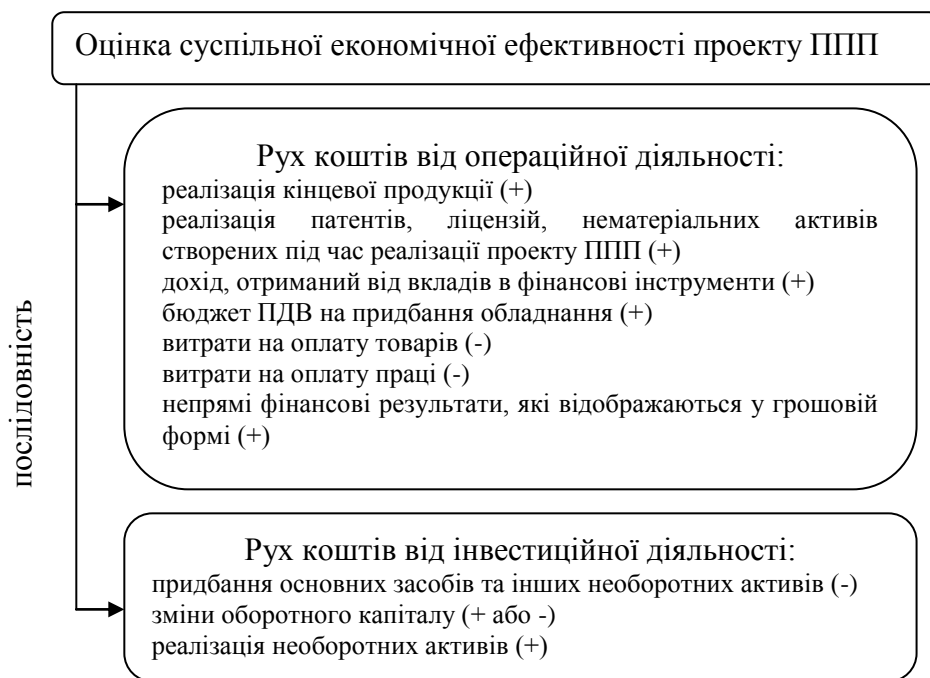 Оцінка суспільної економічної ефективності проекту ППП
послідовність
Рух коштів від операційної діяльності:
реалізація кінцевої продукції (+)
реалізація патентів, ліцензій, нематеріальних активів
створених під час реалізації проекту ППП (+)
дохід, отриманий від вкладів в фінансові інструменти (+)
бюджет ПДВ на придбання обладнання (+)
витрати на оплату товарів (-)
витрати на оплату праці (-)
непрямі фінансові результати, які відображаються у грошовій
формі (+)
Рух коштів від інвестиційної діяльності:
придбання основних засобів та інших необоротних активів (-)
зміни оборотного капіталу (+ або -)
реалізація необоротних активів (+)